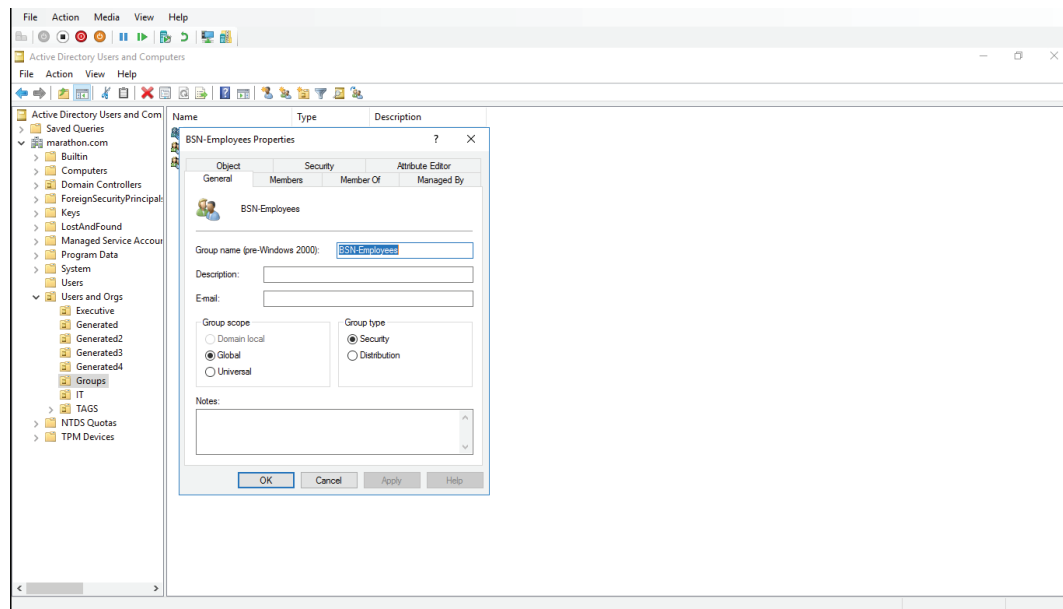 File Action Media View Help
Active Directory Users and Computers
File Action View Help
Active Directory Users and Com
Saved Queries
marathon.com
Builtin
Computers
Domain Controllers
ForeignSecurityPrincipals
Keys
LostAndFound
Managed Service Accour
Program Data
System
Users
Users and Orgs
Executive
Generated
Generated2
Generated3
Generated4
Groups
IT
TAGS
NTDS Quotas
TPM Devices
Name Type Description
BSN-Employees Properties ?
Object Security Attribute Editor
General Members Member Of Managed By
BSN-Employees
Group name (pre-Windows 2000): BSN-Employees
Description:
E-mail:
Group scope Group type
Domain local Security
Global Distribution
Universal
Notes:
OK Cancel Apply Help